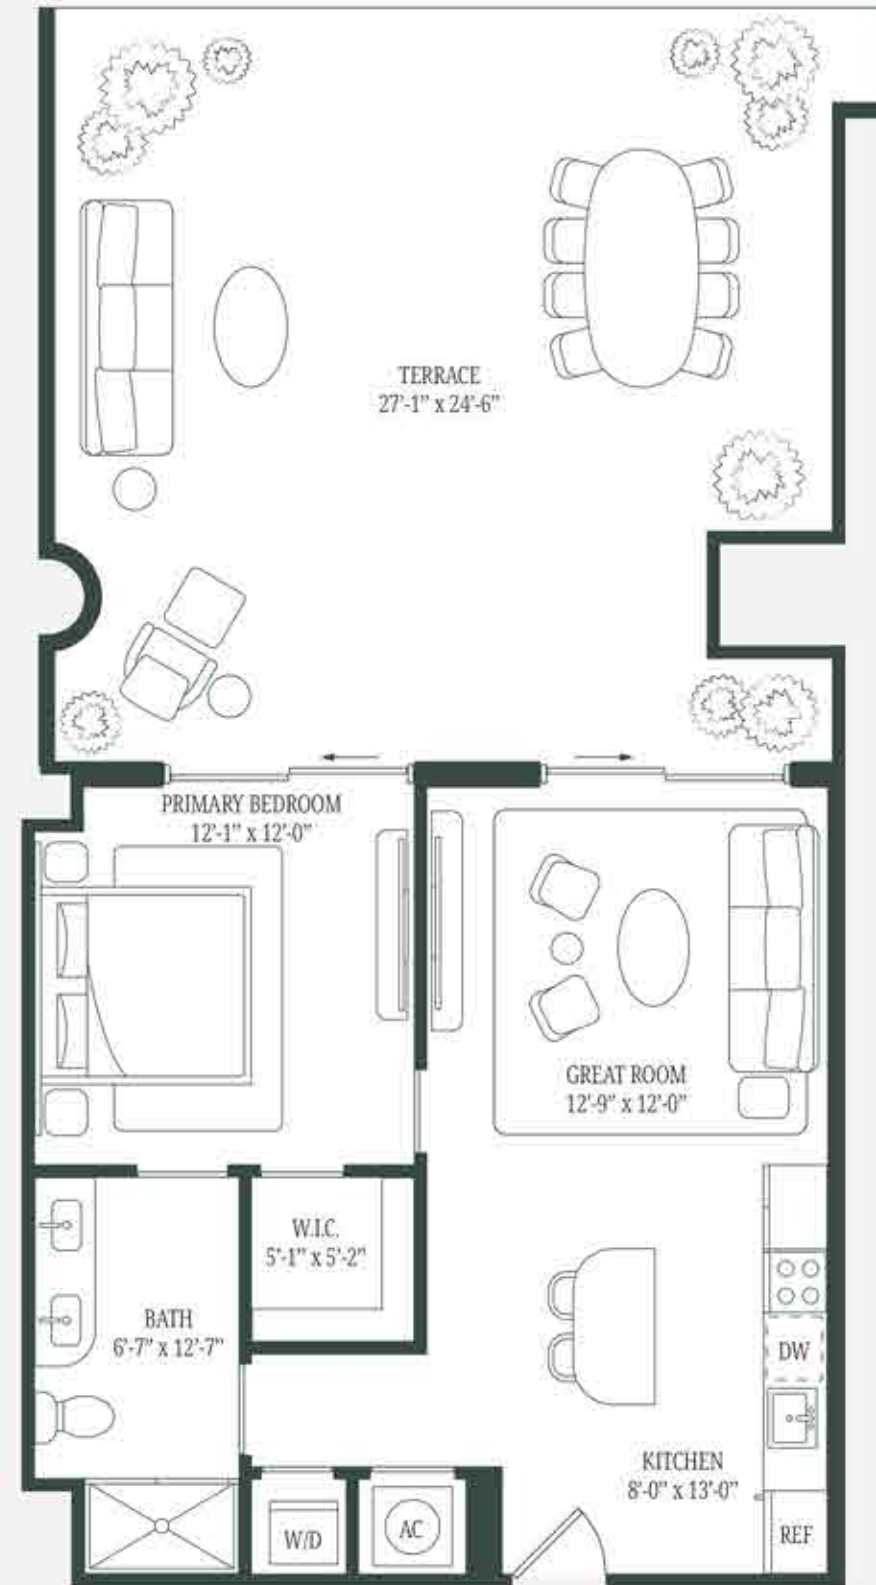 TERRACE
27'-1" x 24'-6"
PRIMARY BEDROOM
12'-1" x 12'-0"
GREAT ROOM
12'-9" x 12'-0"
W.I.C.
5'-1" x 5'-2"
BATH
6'-7" x 12'-7"
DW
KITCHEN
8'-0" x 13'-0"
W/D
AC
REF